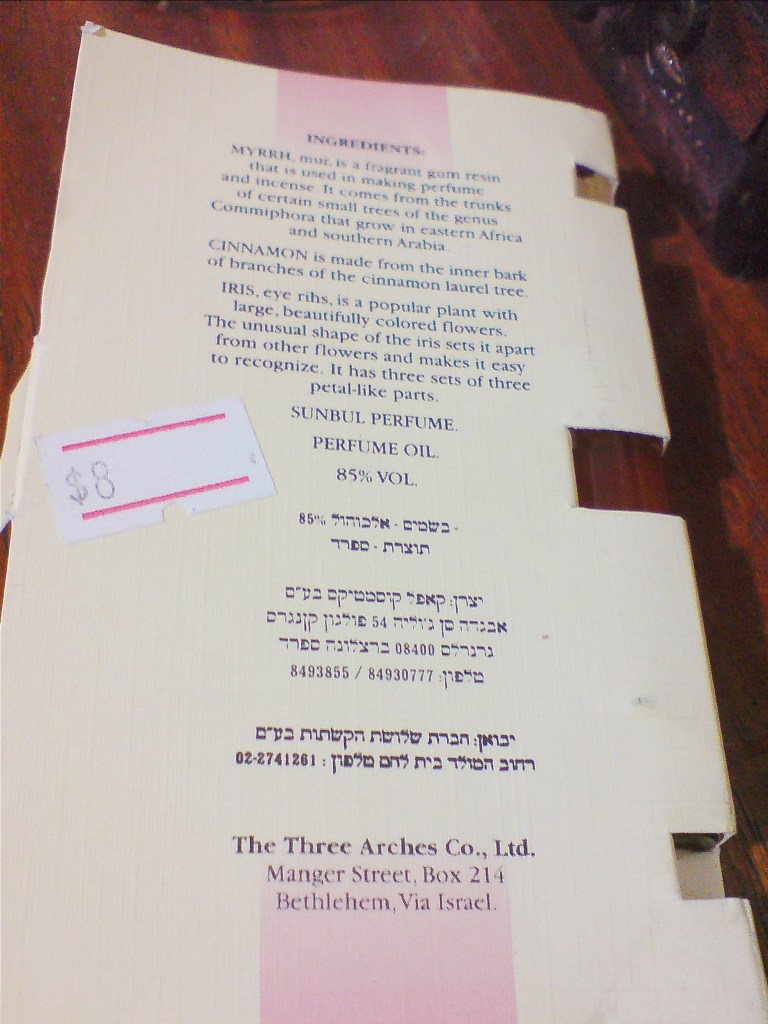 INGREDIENTS:
MYRRH, mur, is a fragrant gum resin
that is used in making perfume
and incense. It comes from the trunks
of certain small trees of the genus
Commiphora that grow in eastern Africa
and southern Arabia.
CINNAMON is made from the inner bark
of branches of the cinnamon laurel tree.
IRIS, eye rihs, is a popular plant with
large, beautifully colored flowers.
The unusual shape of the iris sets it apart
from other flowers and makes it easy
to recognize. It has three sets of three
petal-like parts.
SUNBUL PERFUME.
PERFUME OIL.
85% VOL.
$8
- בשמים - אלכוהול 85%
תוצרת - ספרד
יצרן: קאפל קוסמטיקס בע״מ
אבגדה סן ג׳וליה 54 פולגון קונגרס
גרנרלס 08400 ברצלונה ספרד
טלפון: 84930777 / 8493855
יבואן: חברת שלושת הקשתות בע״מ
רחוב המולד בית לחם טלפון : 02-2741261
The Three Arches Co., Ltd.
Manger Street, Box 214
Bethlehem, Via Israel.